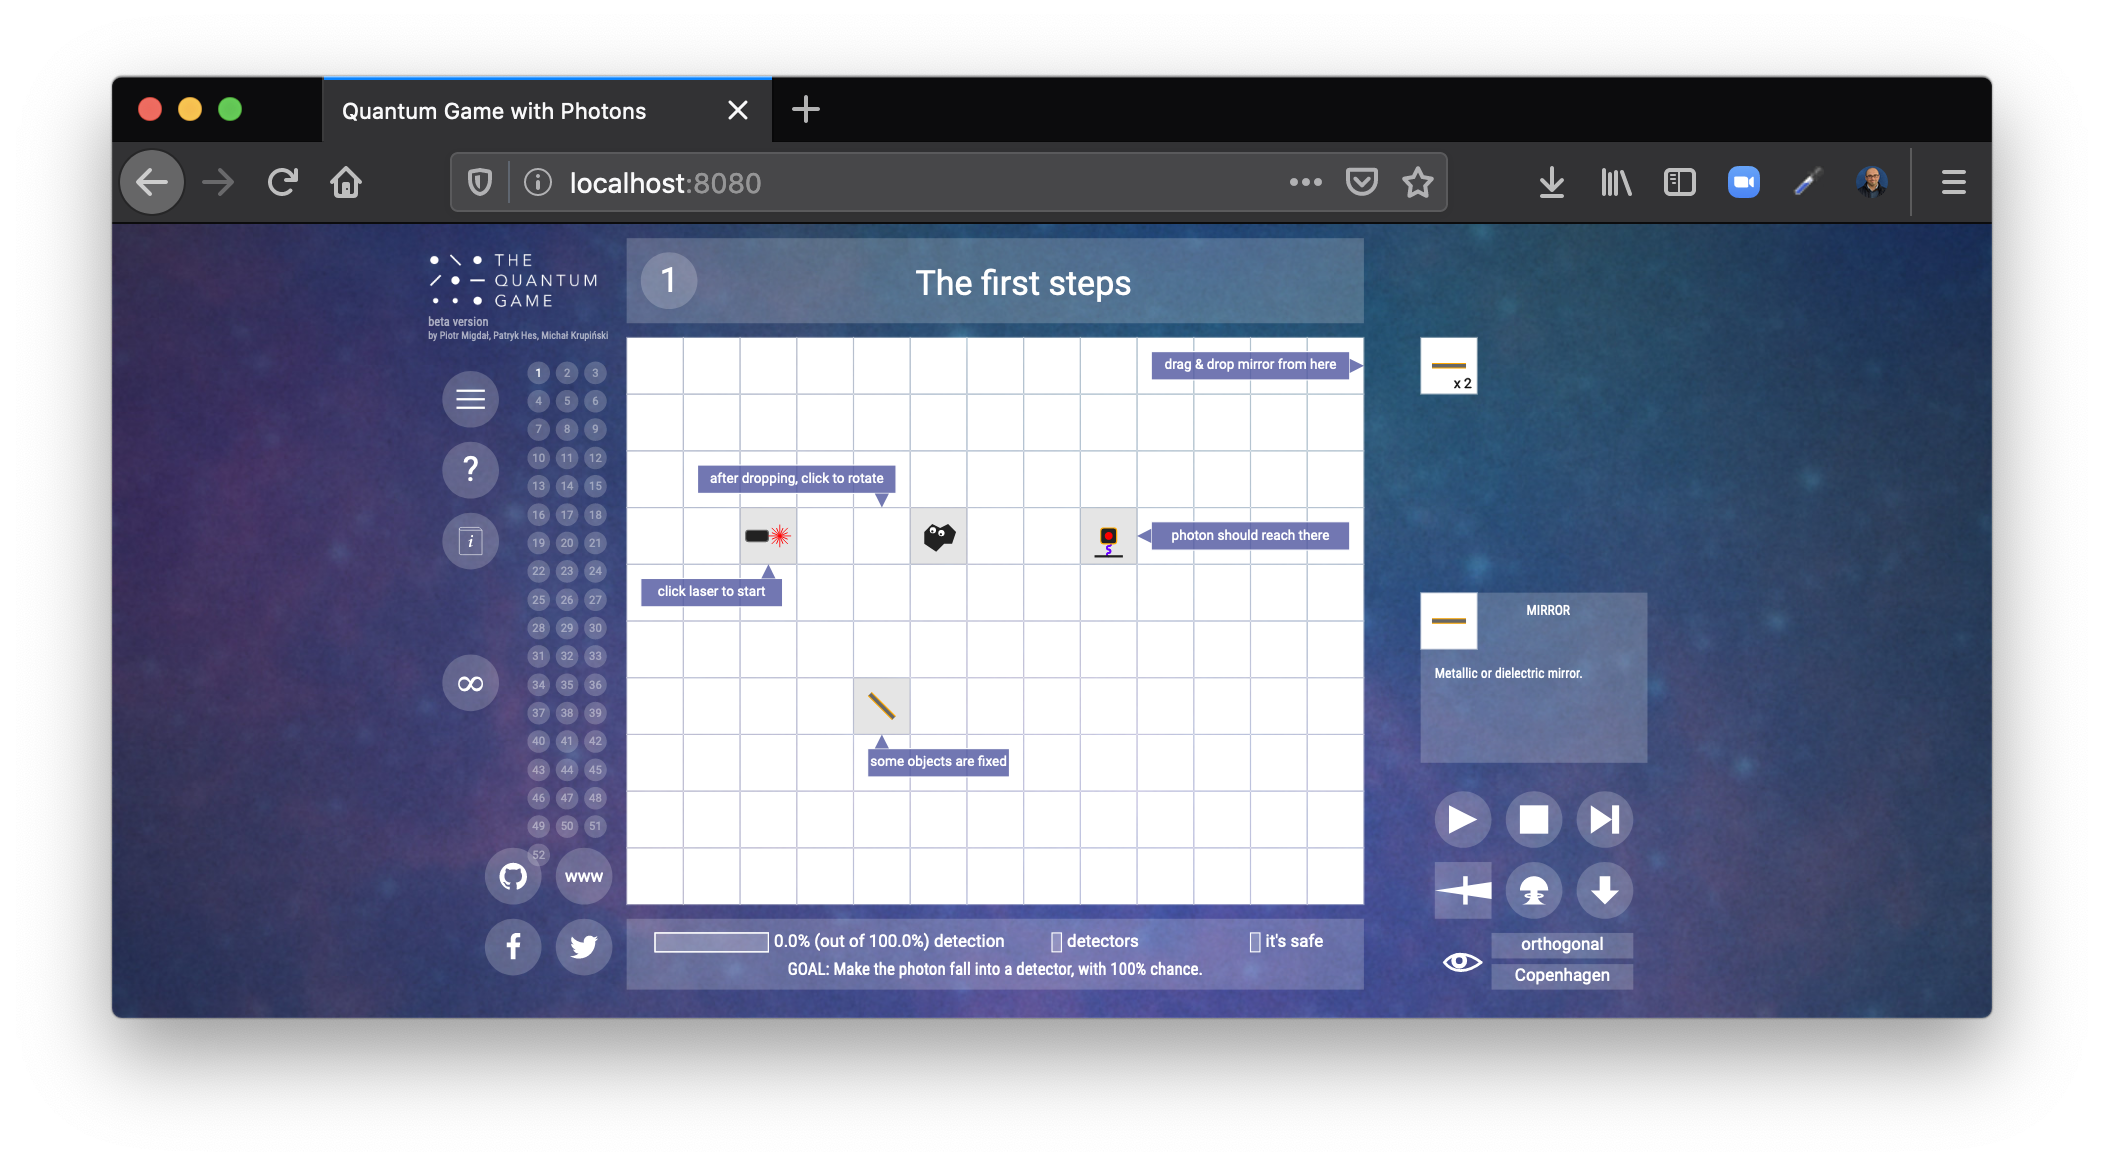 Quantum Game with Photons
localhost:8080
THE
QUANTUM
GAME
beta version
by Piotr Migdał, Patryk Hes, Michał Krupiński
1
The first steps
drag & drop mirror from here
x 2
1 2 3
4 5 6
7 8 9
10 11 12
13 14 15
16 17 18
19 20 21
22 23 24
25 26 27
28 29 30
31 32 33
34 35 36
37 38 39
40 41 42
43 44 45
46 47 48
49 50 51
52
?
i
∞
www
after dropping, click to rotate
photon should reach there
click laser to start
some objects are fixed
MIRROR
Metallic or dielectric mirror.
0.0% (out of 100.0%) detection
detectors
it's safe
GOAL: Make the photon fall into a detector, with 100% chance.
orthogonal
Copenhagen